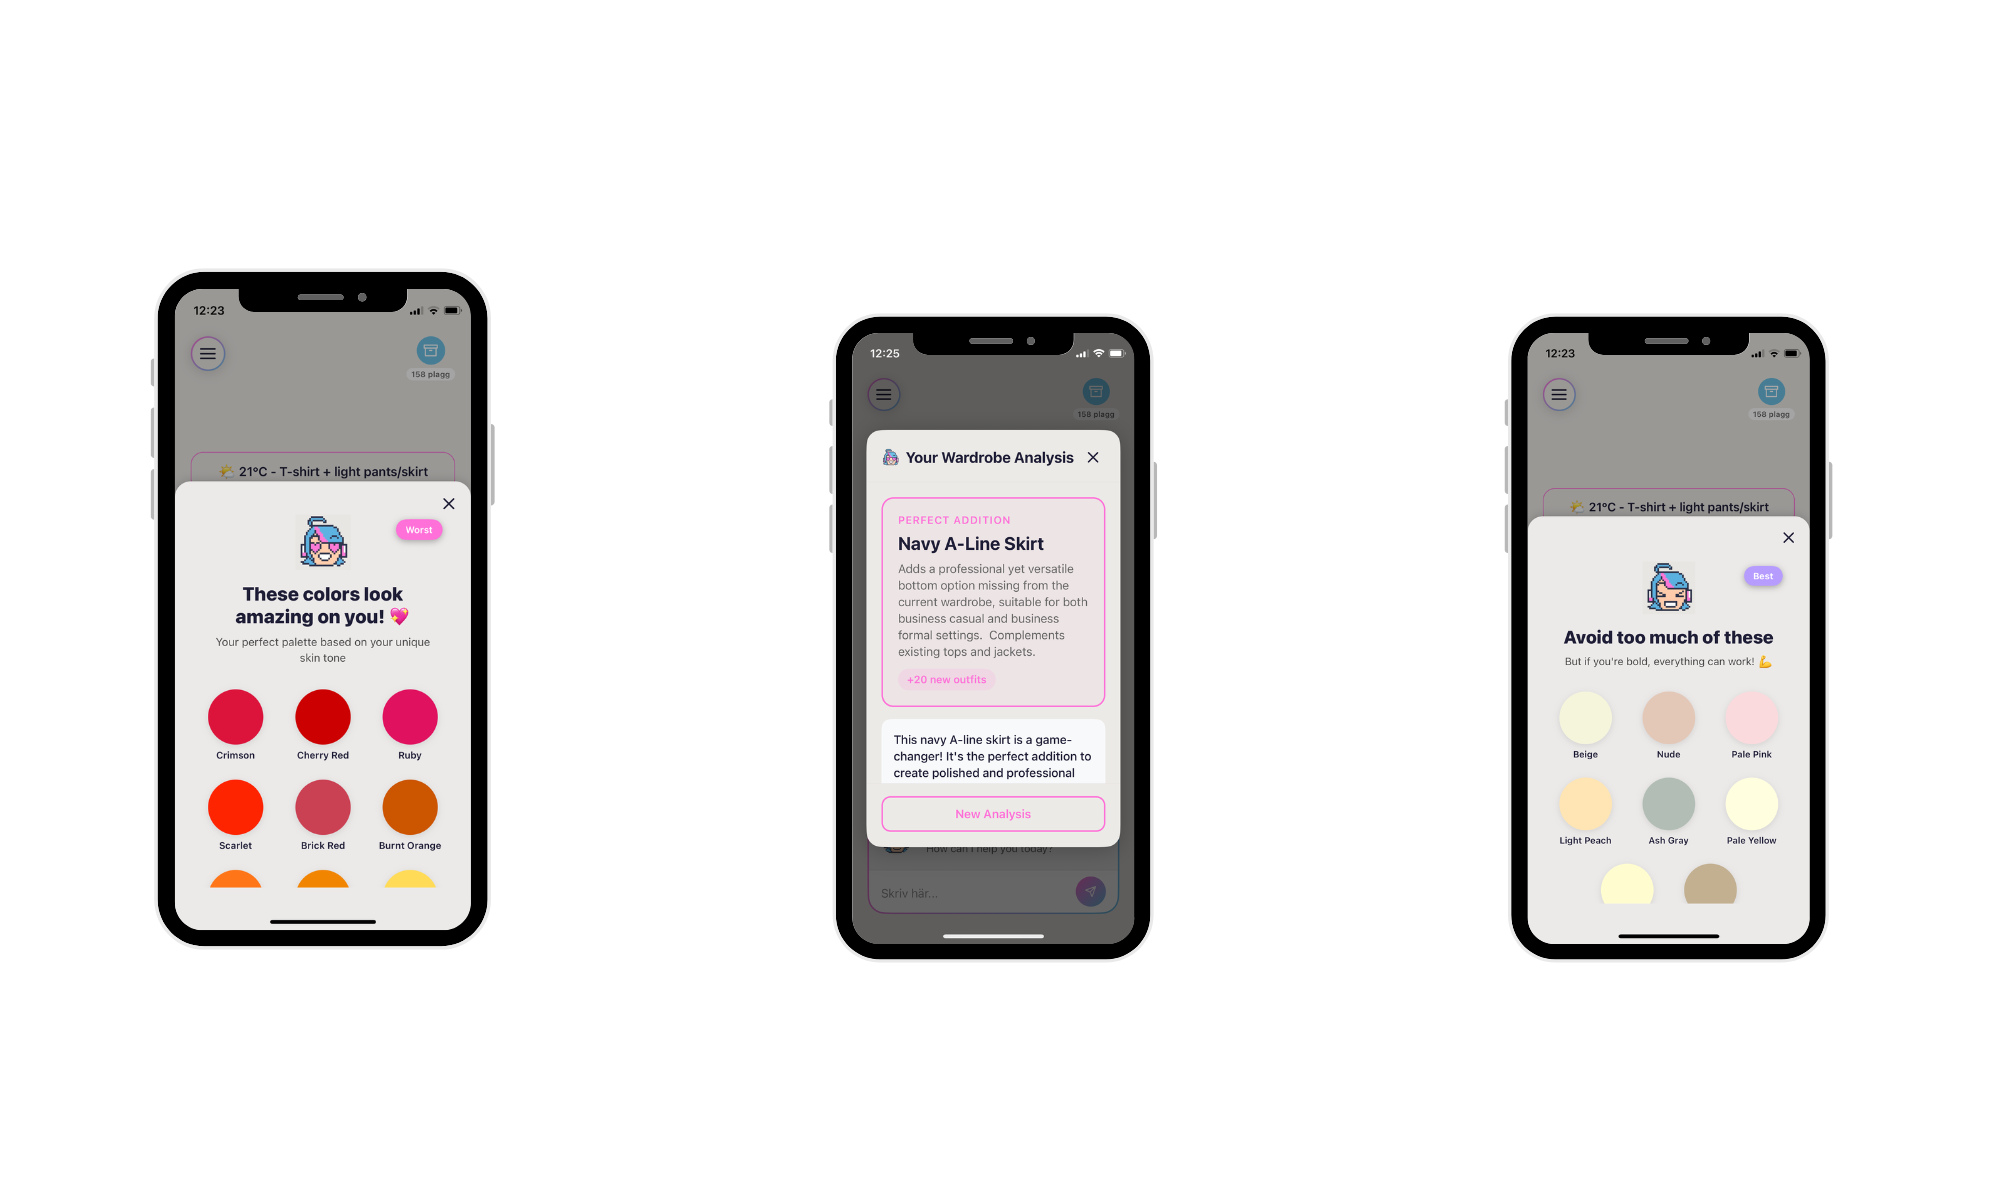 12:23
158 plagg
21°C - T-shirt + light pants/skirt
Worst
These colors look
amazing on you! 💖
Your perfect palette based on your unique
skin tone
Crimson
Cherry Red
Ruby
Scarlet
Brick Red
Burnt Orange
12:25
158 plagg
Your Wardrobe Analysis
PERFECT ADDITION
Navy A-Line Skirt
Adds a professional yet versatile
bottom option missing from the
current wardrobe, suitable for both
business casual and business
formal settings.  Complements
existing tops and jackets.
+20 new outfits
This navy A-line skirt is a game-
changer! It's the perfect addition to
create polished and professional
New Analysis
How can I help you today?
Skriv här...
12:23
158 plagg
21°C - T-shirt + light pants/skirt
Best
Avoid too much of these
But if you're bold, everything can work! 💪
Beige
Nude
Pale Pink
Light Peach
Ash Gray
Pale Yellow